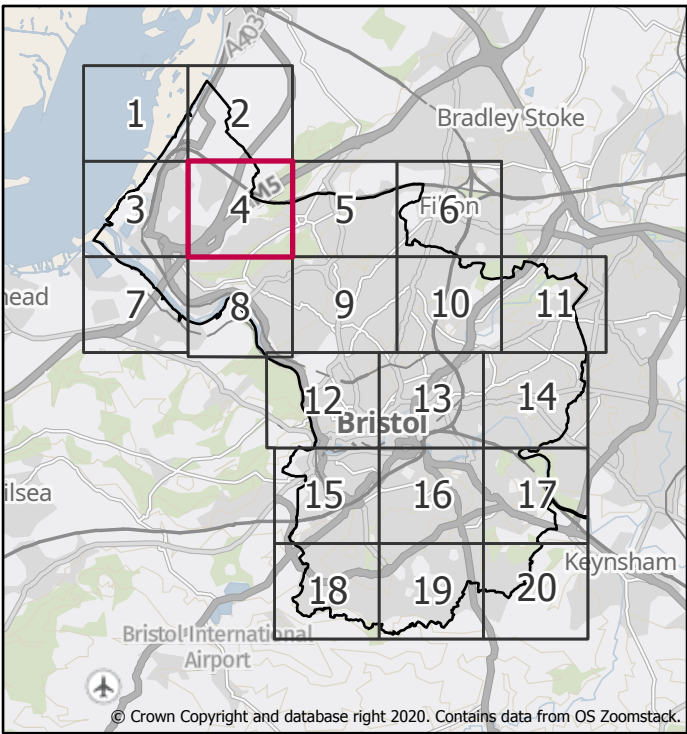 A403
1
2
Bradley Stoke
3
4
M5
5
6
Filton
7
8
9
10
11
12
13
14
Bristol
15
16
17
18
19
20
Keynsham
Bristol International
Airport
© Crown Copyright and database right 2020. Contains data from OS Zoomstack.
head
ilsea